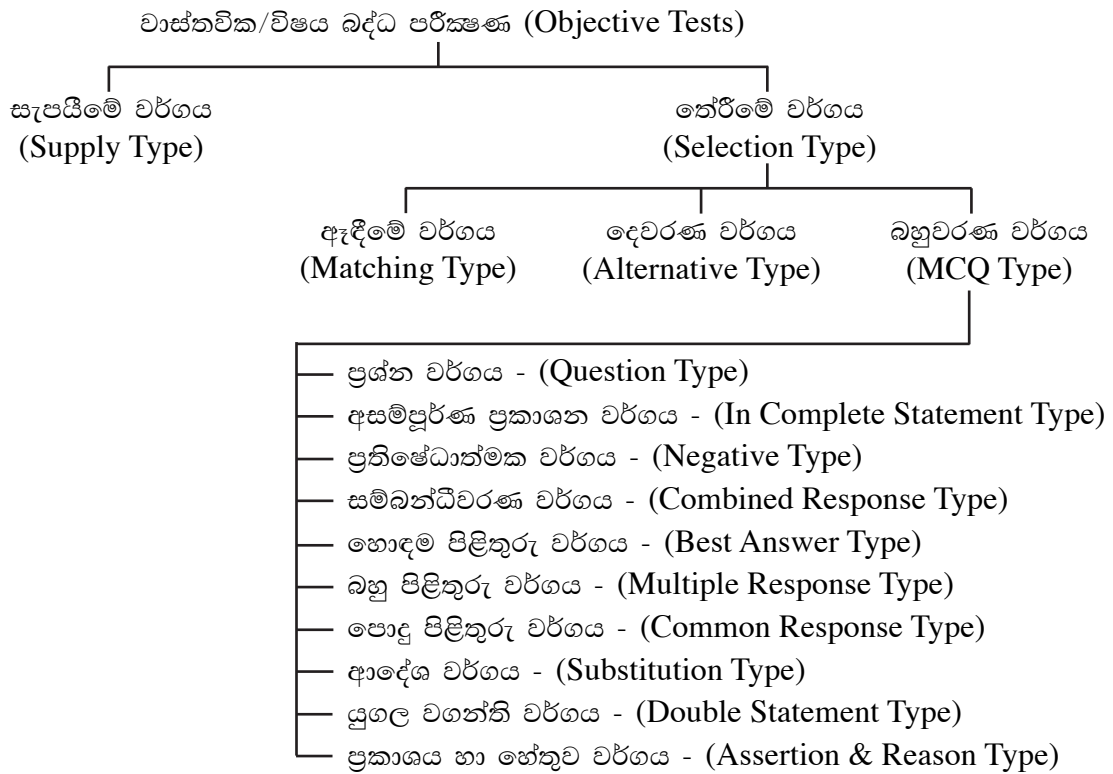 වාස්තවික/විෂය බද්ධ පරීක්‍ෂණ (Objective Tests)
සැපයීමේ වර්ගය
(Supply Type)
තේරීමේ වර්ගය
(Selection Type)
ඈඳීමේ වර්ගය
(Matching Type)
දෙවරණ වර්ගය
(Alternative Type)
බහුවරණ වර්ගය
(MCQ Type)
ප්‍රශ්න වර්ගය - (Question Type)
අසම්පූර්ණ ප්‍රකාශන වර්ගය - (In Complete Statement Type)
ප්‍රතිෂේධාත්මක වර්ගය - (Negative Type)
සම්බන්ධීවරණ වර්ගය - (Combined Response Type)
හොඳම පිළිතුරු වර්ගය - (Best Answer Type)
බහු පිළිතුරු වර්ගය - (Multiple Response Type)
පොදු පිළිතුරු වර්ගය - (Common Response Type)
ආදේශ වර්ගය - (Substitution Type)
යුගල වගන්ති වර්ගය - (Double Statement Type)
ප්‍රකාශය හා හේතුව වර්ගය - (Assertion & Reason Type)